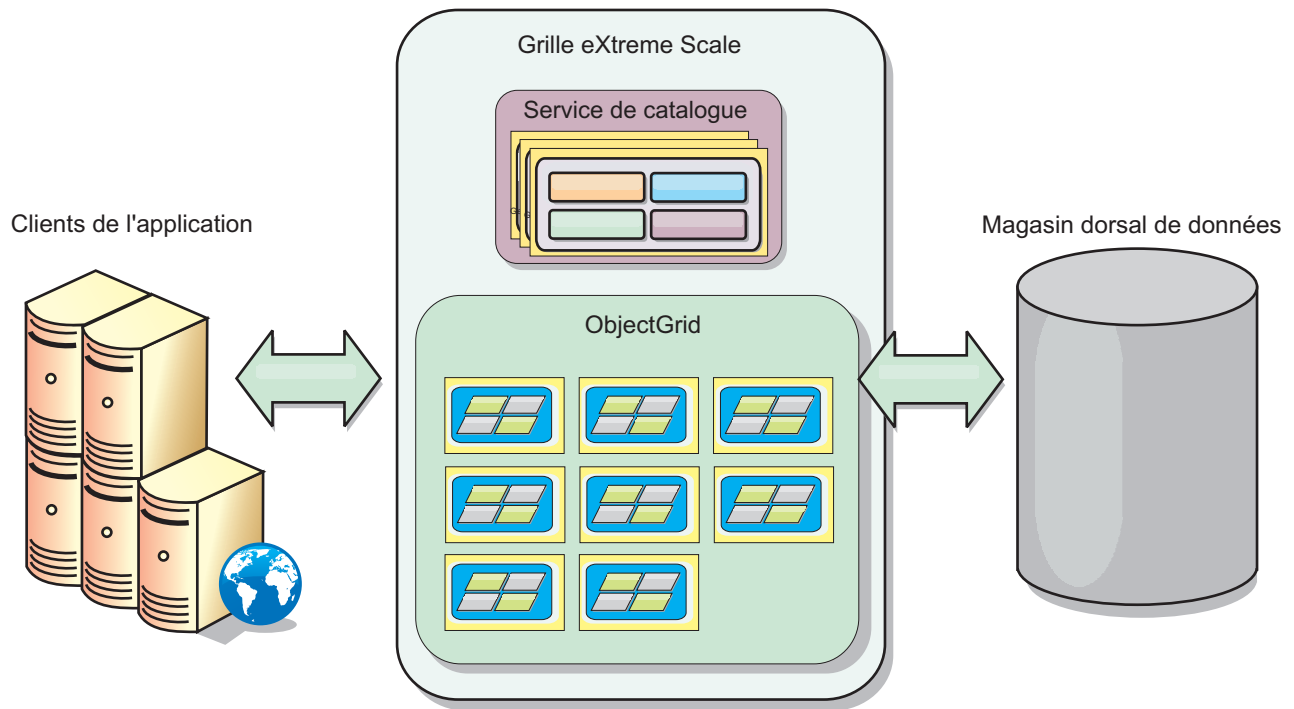 Grille eXtreme Scale
Service de catalogue
Clients de l'application
Magasin dorsal de données
ObjectGrid